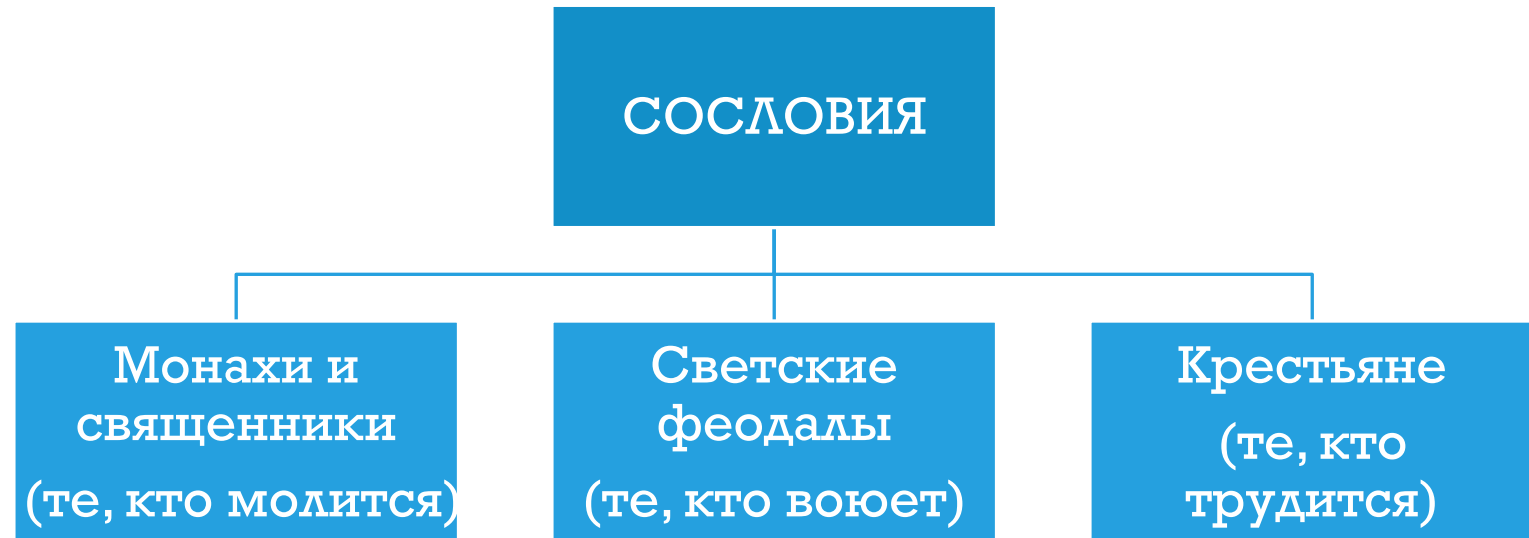 СОСЛОВИЯ
Монахи и
священники
(те, кто молится)
Светские
феодалы
(те, кто воюет)
Крестьяне
(те, кто
трудится)